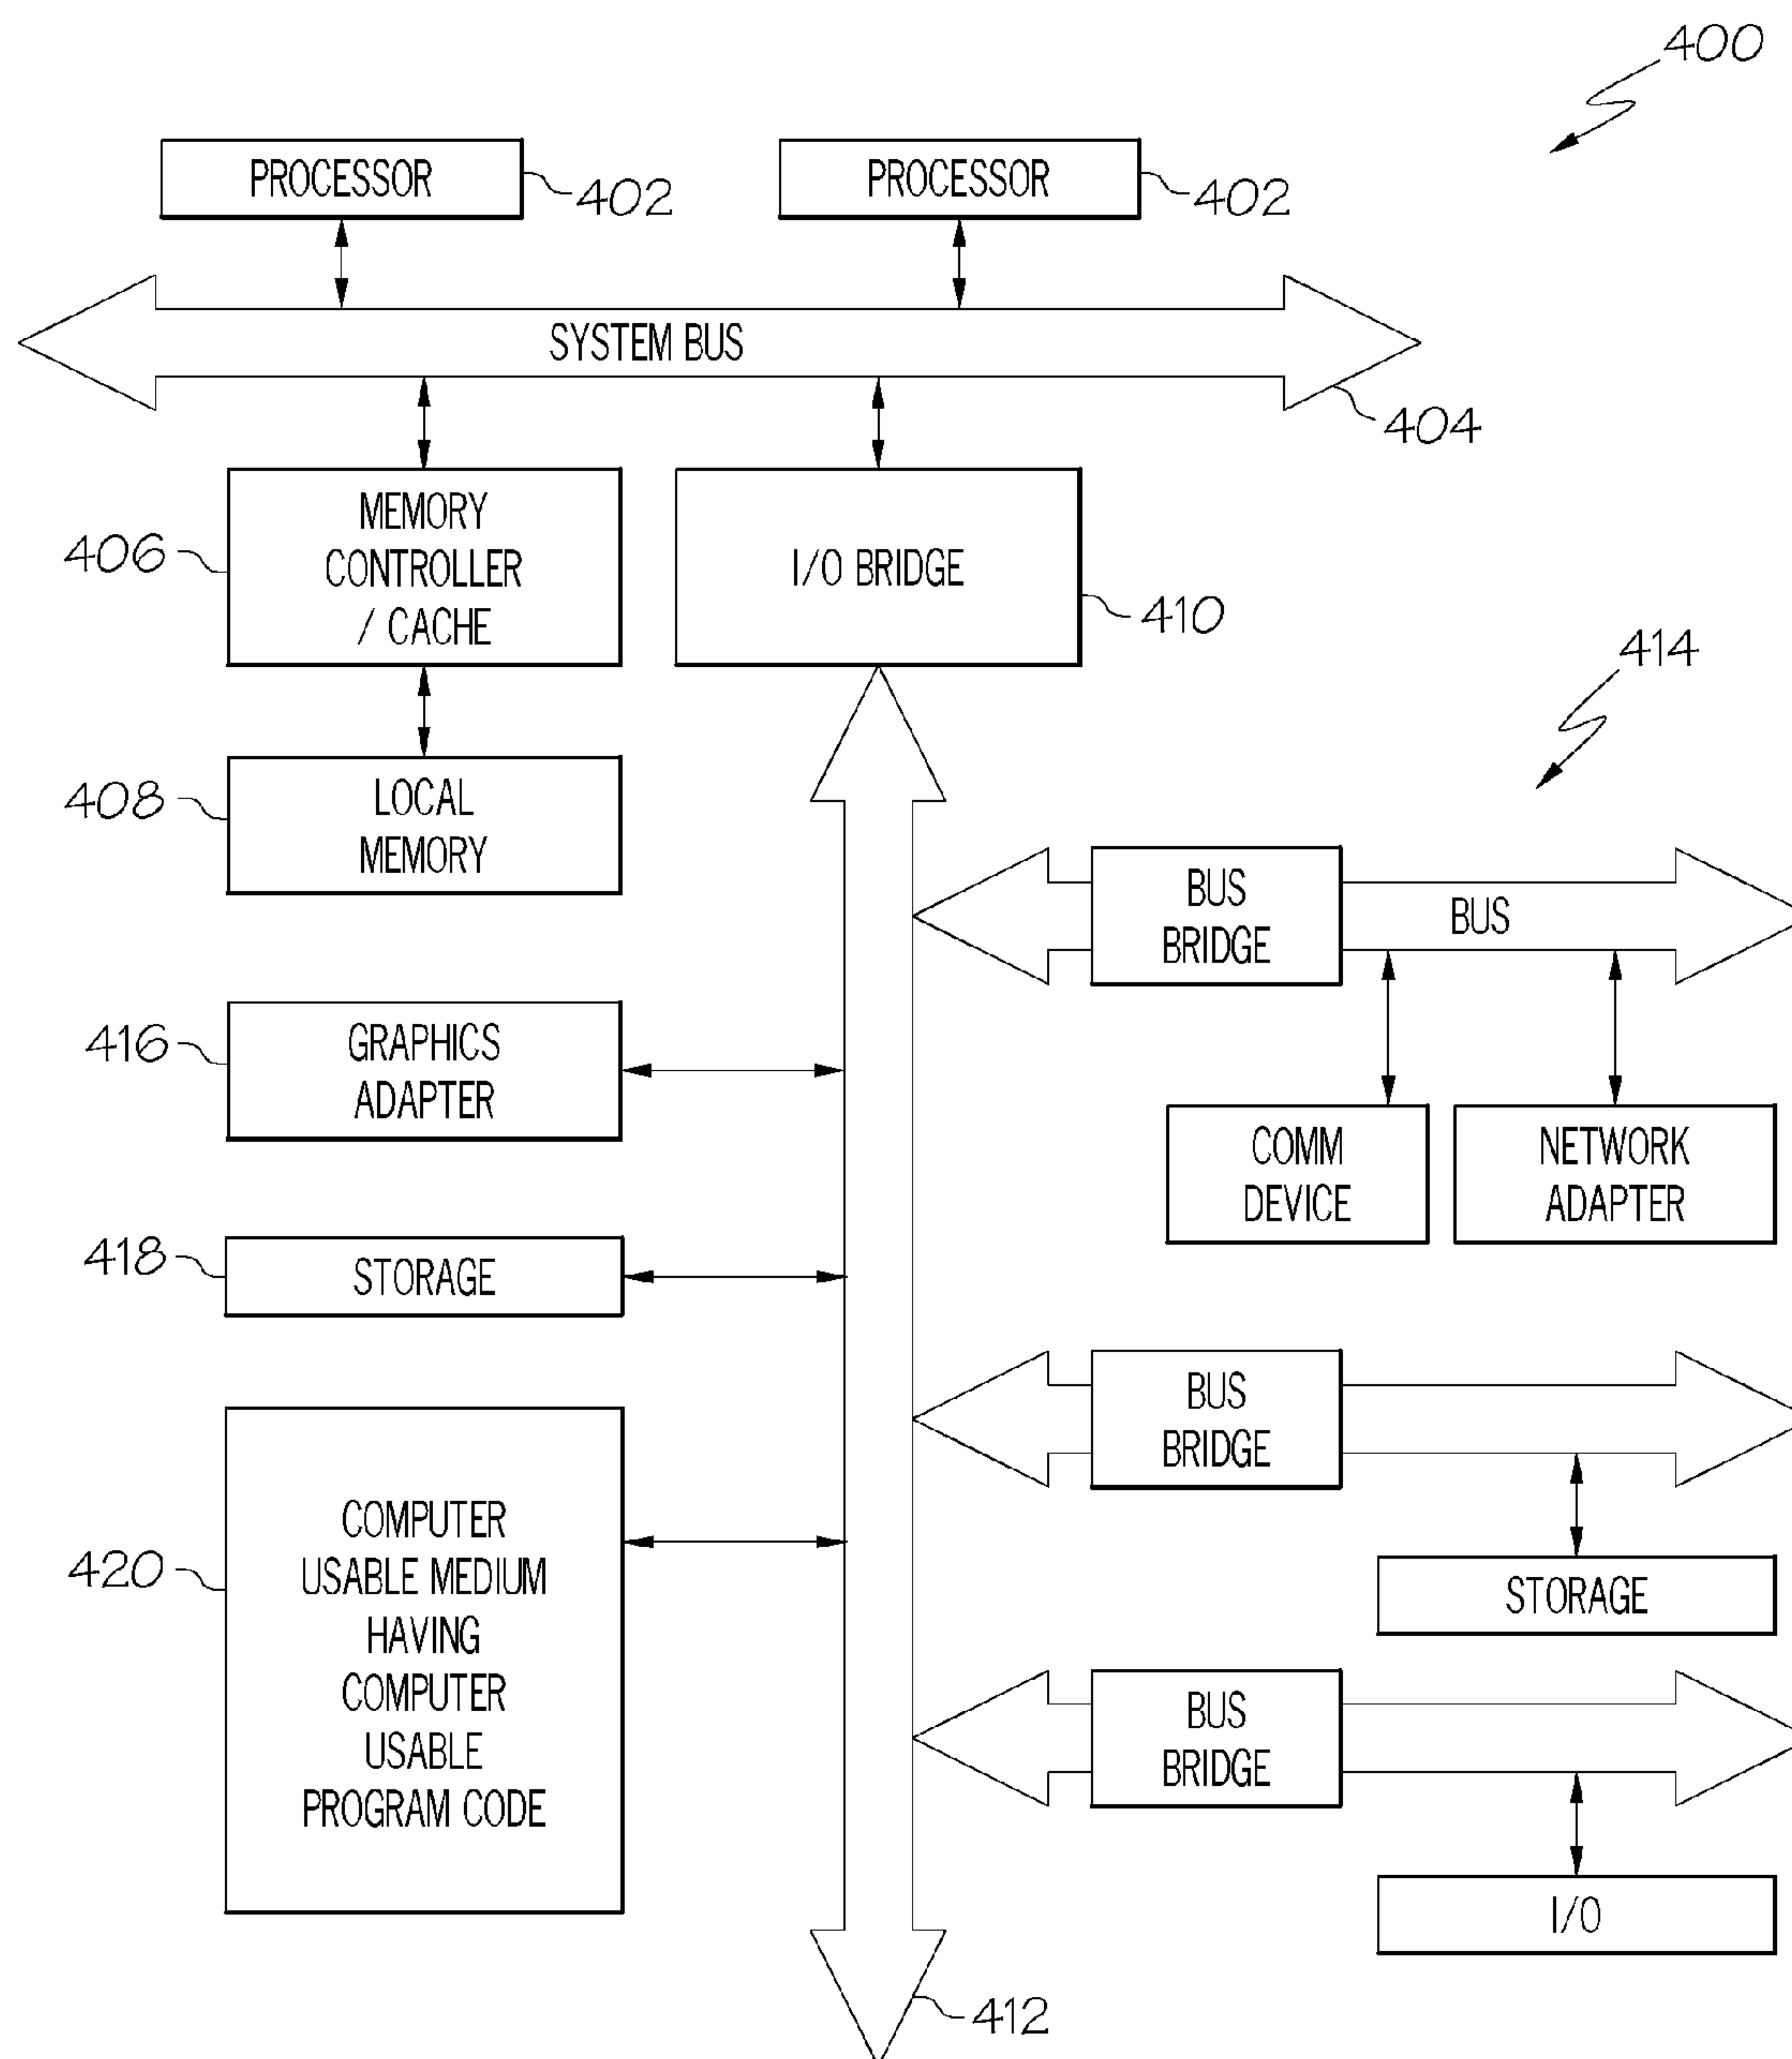 400
PROCESSOR
402
PROCESSOR
402
SYSTEM BUS
404
MEMORY
CONTROLLER
/ CACHE
406
I/O BRIDGE
410
414
LOCAL
MEMORY
408
BUS
BRIDGE
BUS
GRAPHICS
ADAPTER
416
COMM
DEVICE
NETWORK
ADAPTER
STORAGE
418
BUS
BRIDGE
STORAGE
COMPUTER
USABLE MEDIUM
HAVING
COMPUTER
USABLE
PROGRAM CODE
420
BUS
BRIDGE
I/O
412